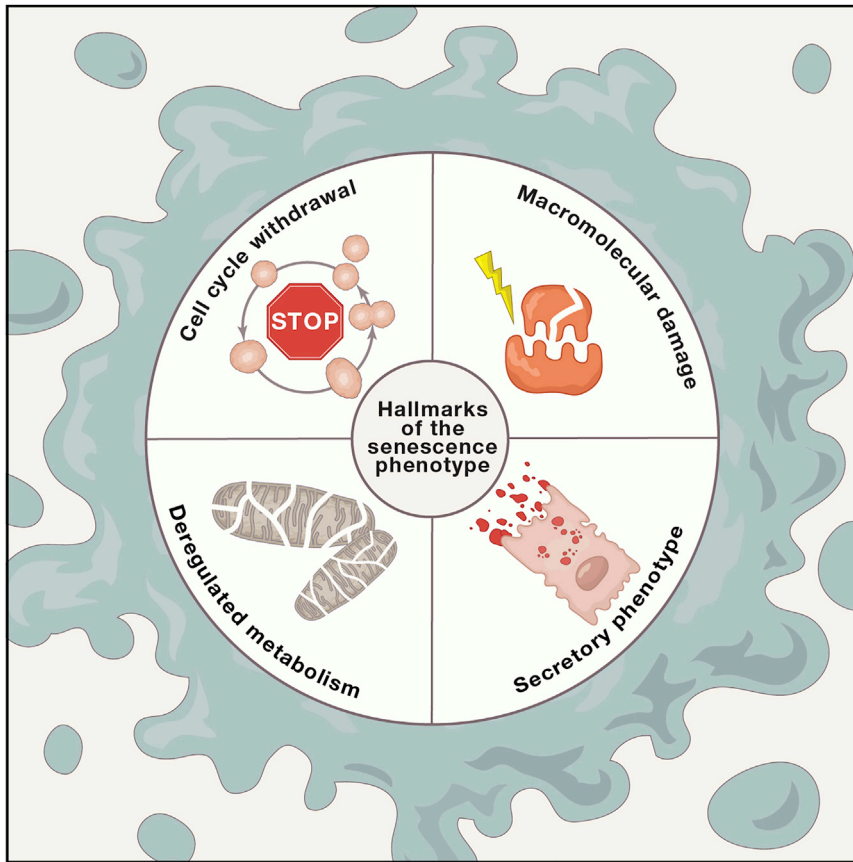 Cell cycle withdrawal
Macromolecular damage
STOP
Hallmarks
of the
senescence
phenotype
Deregulated metabolism
Secretory phenotype